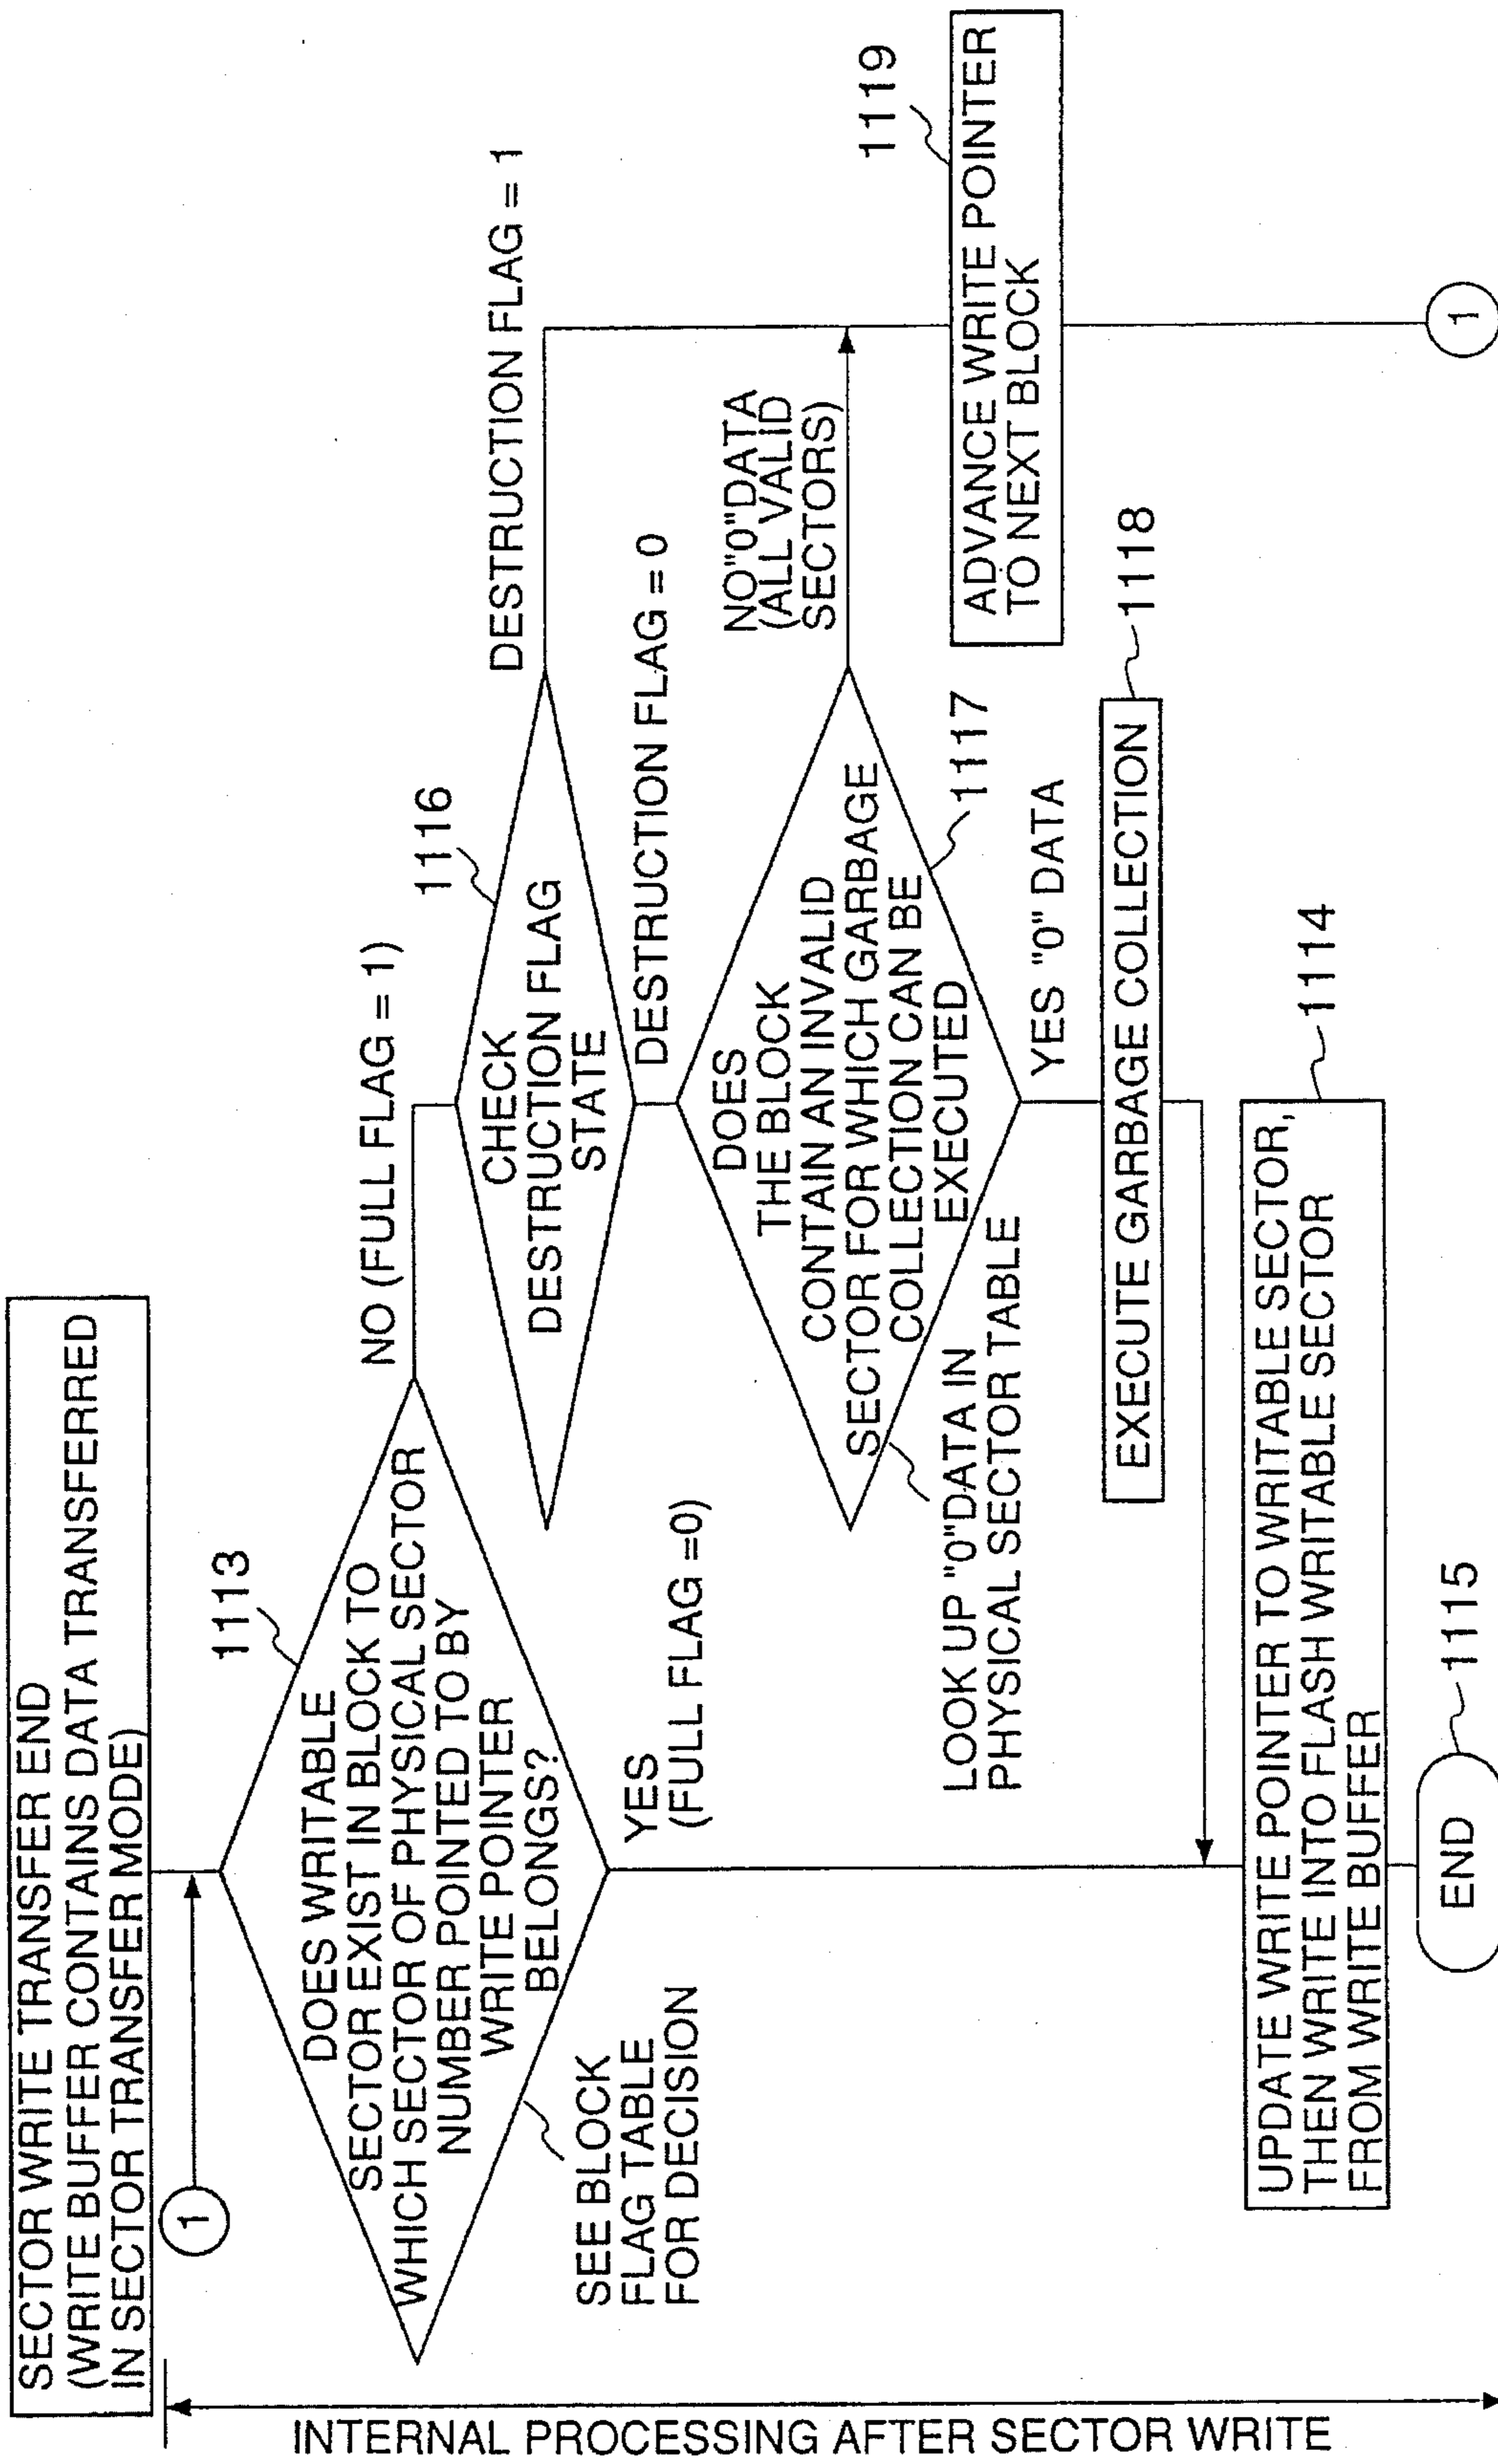 SECTOR WRITE TRANSFER END
(WRITE BUFFER CONTAINS DATA TRANSFERRED
IN SECTOR TRANSFER MODE)
1
1113
DOES WRITABLE
SECTOR EXIST IN BLOCK TO
WHICH SECTOR OF PHYSICAL SECTOR
NUMBER POINTED TO BY
WRITE POINTER
BELONGS?
NO (FULL FLAG = 1)
SEE BLOCK
FLAG TABLE
FOR DECISION
YES
(FULL FLAG =0)
1116
CHECK
DESTRUCTION FLAG
STATE
DESTRUCTION FLAG = 1
DESTRUCTION FLAG = 0
DOES
THE BLOCK
CONTAIN AN INVALID
SECTOR FOR WHICH GARBAGE
COLLECTION CAN BE
EXECUTED
1117
NO"0"DATA
(ALL VALID
SECTORS)
LOOK UP "0"DATA IN
PHYSICAL SECTOR TABLE
YES "0" DATA
1119
ADVANCE WRITE POINTER
TO NEXT BLOCK
EXECUTE GARBAGE COLLECTION
1118
1114
UPDATE WRITE POINTER TO WRITABLE SECTOR,
THEN WRITE INTO FLASH WRITABLE SECTOR
FROM WRITE BUFFER
END
1115
1
INTERNAL PROCESSING AFTER SECTOR WRITE